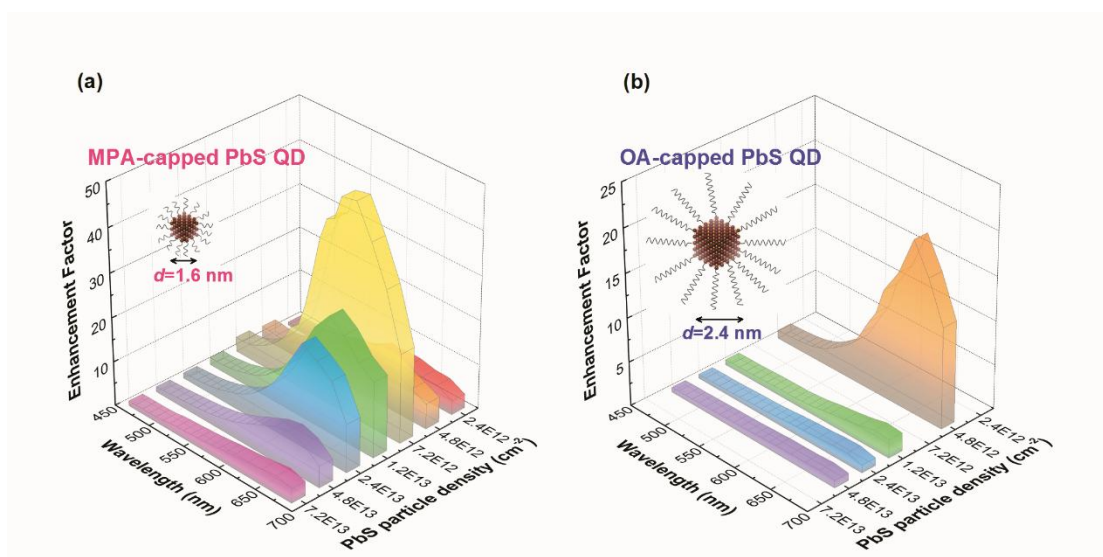 (a)
MPA-capped PbS QD
d=1.6 nm
Enhancement Factor
50
40
30
20
10
450
500
550
600
650
700
Wavelength (nm)
7.2E13
4.8E13
2.4E13
1.2E13
7.2E12
4.8E12
2.4E12
PbS particle density (cm⁻²)
(b)
OA-capped PbS QD
d=2.4 nm
Enhancement Factor
25
20
15
10
5
450
500
550
600
650
700
Wavelength (nm)
7.2E13
4.8E13
2.4E13
1.2E13
7.2E12
4.8E12
2.4E12
PbS particle density (cm⁻²)